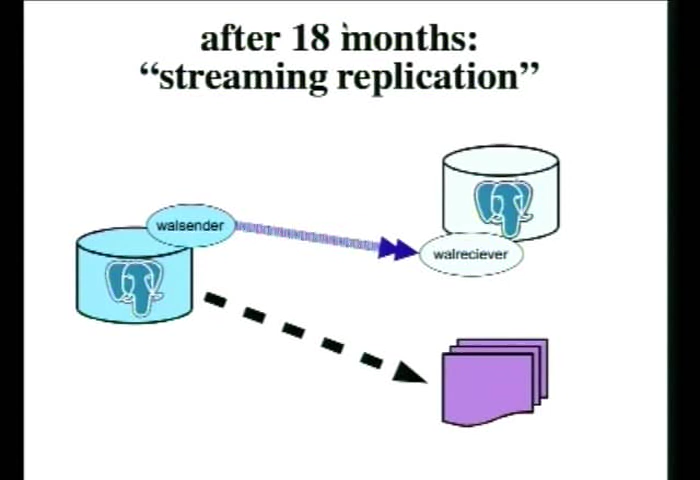 after 18 months:
“streaming replication”
walsender
walreciever